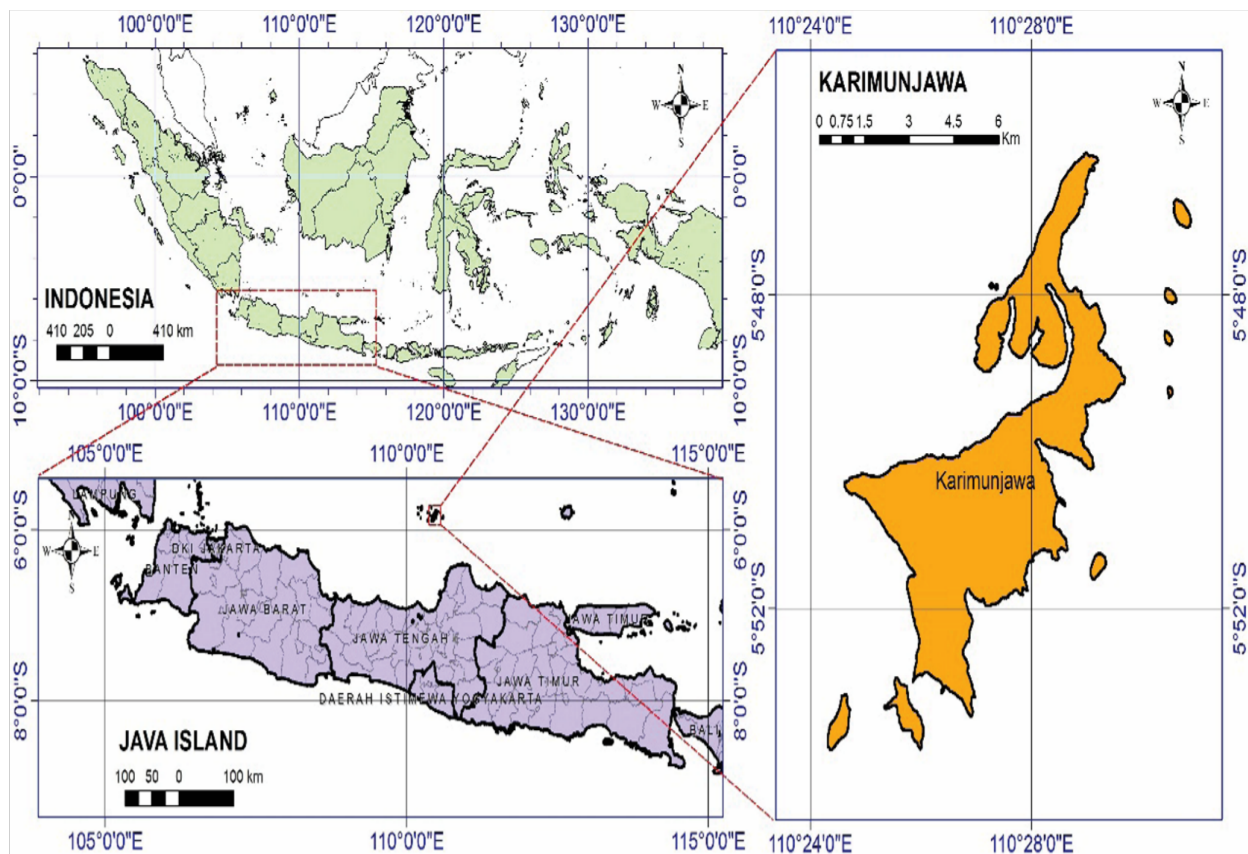 100°0'0"E 110°0'0"E 120°0'0"E 130°0'0"E
0°0'0"
10°0'0"S
N
W E
S
INDONESIA
410 205 0 410 km
100°0'0"E 110°0'0"E 120°0'0"E 130°0'0"E
105°0'0"E 110°0'0"E 115°0'0"E
6°0'0"S
8°0'0"S
6°0'0"S
8°0'0"S
N
W E
S
LAMPUNG
DKI JAKARTA
BANTEN
JAWA BARAT
JAWA TENGAH
JAWA TIMUR
JAWA TIMUR
DAERAH ISTIMEWA YOGYAKARTA
BALI
JAVA ISLAND
100 50 0 100 km
105°0'0"E 110°0'0"E 115°0'0"E
110°24'0"E 110°28'0"E
KARIMUNJAWA
0 0.75 1.5 3 4.5 6
Km
N
W E
S
0°0'0"
10°0'0"S
5°48'0"S
5°52'0"S
5°48'0"S
5°52'0"S
Karimunjawa
110°24'0"E 110°28'0"E